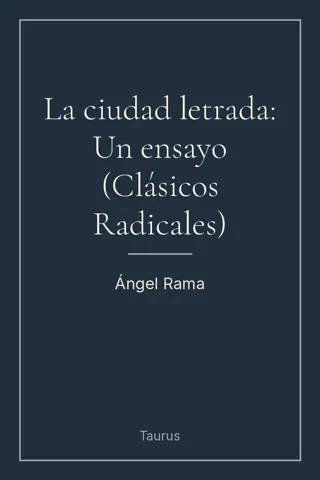 La ciudad letrada:
Un ensayo
(Clásicos
Radicales)
Ángel Rama
Taurus